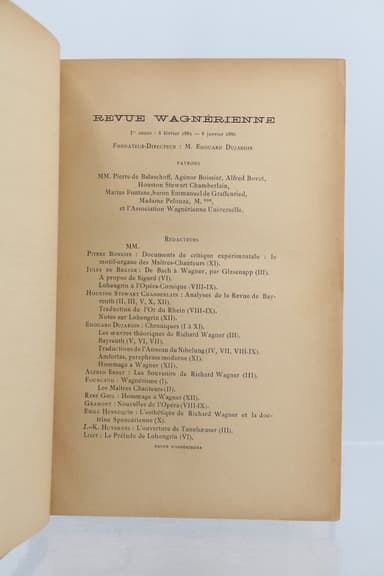 REVUE WAGNÉRIENNE
Iʳᵉ année : 8 février 1885 — 8 janvier 1886
FONDATEUR-DIRECTEUR : M. EDOUARD DUJARDIN
PATRONS
MM. Pierre de Balaschoff, Agénor Boissier, Alfred Bovet,
Houston Stewart Chamberlain,
Marius Fontane, baron Emmanuel de Graffenried,
Madame Pelouze, M. ***,
et l'Association Wagnérienne Universelle.
RÉDACTEURS
MM.
PIERRE BONNIER : Documents de critique expérimentale : le
motif-organe des Maîtres-Chanteurs (XI).
JULES DE BRAYER : De Bach à Wagner, par Glasenapp (III).
A propos de Sigurd (VI).
Lohengrin à l'Opéra-Comique (VIII-IX).
HOUSTON STEWART CHAMBERLAIN : Analyses de la Revue de Bay-
reuth (II, III, V, X, XII).
Traduction de l'Or du Rhein (VIII-IX).
Notes sur Lohengrin (XII).
EDOUARD DUJARDIN : Chroniques (I à XI).
Les œuvres théoriques de Richard Wagner (III).
Bayreuth (V, VI, VII).
Traductions de l'Anneau du Nibelung (IV, VII, VIII-IX).
Amfortas, paraphrase moderne (XI).
Hommage à Wagner (XII).
ALFRED ERNST : Les Souvenirs de Richard Wagner (III).
FOURCAUD : Wagnérisme (I).
Les Maîtres Chanteurs (II).
RENÉ GHIL : Hommage à Wagner (XII).
GRAMONT : Nouvelles de l'Opéra (VIII-IX).
EMILE HENNEQUIN : L'esthétique de Richard Wagner et la doc-
trine Spencérienne (X).
J.-K. HUYSMANS : L'ouverture de Tannhæuser (III).
LISZT : Le Prélude de Lohengrin (VI).
REVUE WAGNÉRIENNE